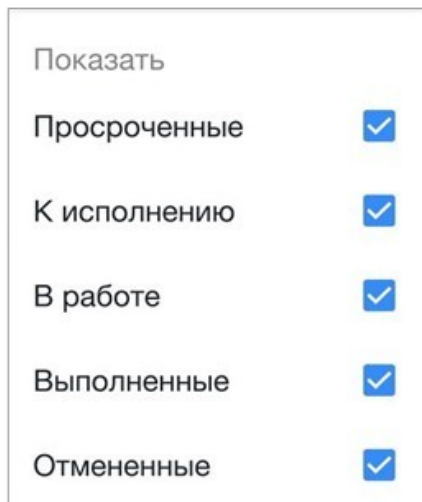 Показать
Просроченные
К исполнению
В работе
Выполненные
Отмененные